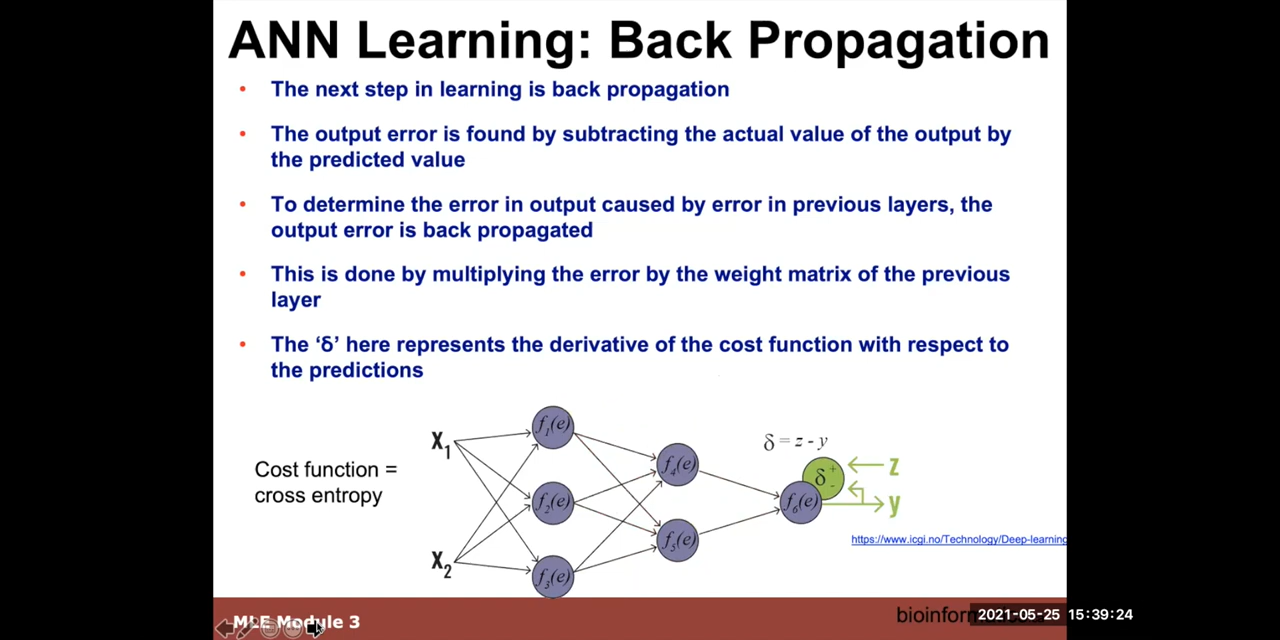 ANN Learning: Back Propagation
• The next step in learning is back propagation
• The output error is found by subtracting the actual value of the output by
the predicted value
• To determine the error in output caused by error in previous layers, the
output error is back propagated
• This is done by multiplying the error by the weight matrix of the previous
layer
• The ‘δ’ here represents the derivative of the cost function with respect to
the predictions
Cost function =
cross entropy
X₁
X₂
f₁(e)
f₂(e)
f₃(e)
f₄(e)
f₅(e)
δ = z - y
δ + -
f₆(e)
z
y
https://www.icgi.no/Technology/Deep-learning
MLE Module 3
bioinform
2021-05-25 15:39:24